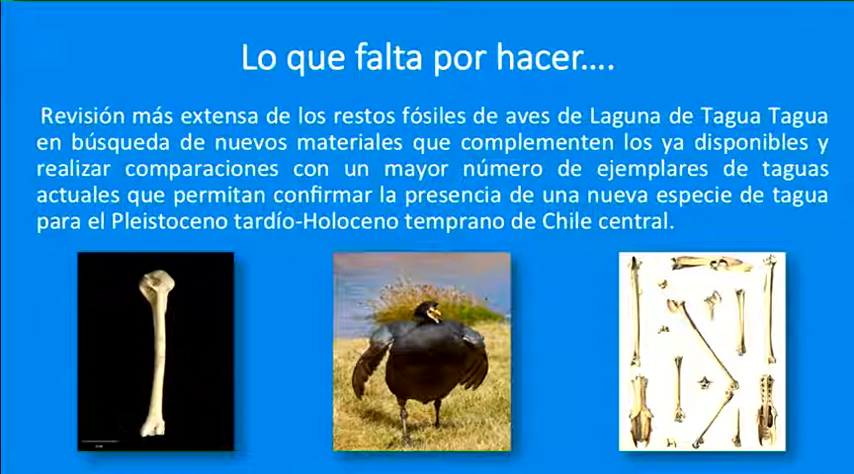 Lo que falta por hacer....
Revisión más extensa de los restos fósiles de aves de Laguna de Tagua Tagua
en búsqueda de nuevos materiales que complementen los ya disponibles y
realizar comparaciones con un mayor número de ejemplares de taguas
actuales que permitan confirmar la presencia de una nueva especie de tagua
para el Pleistoceno tardío-Holoceno temprano de Chile central.